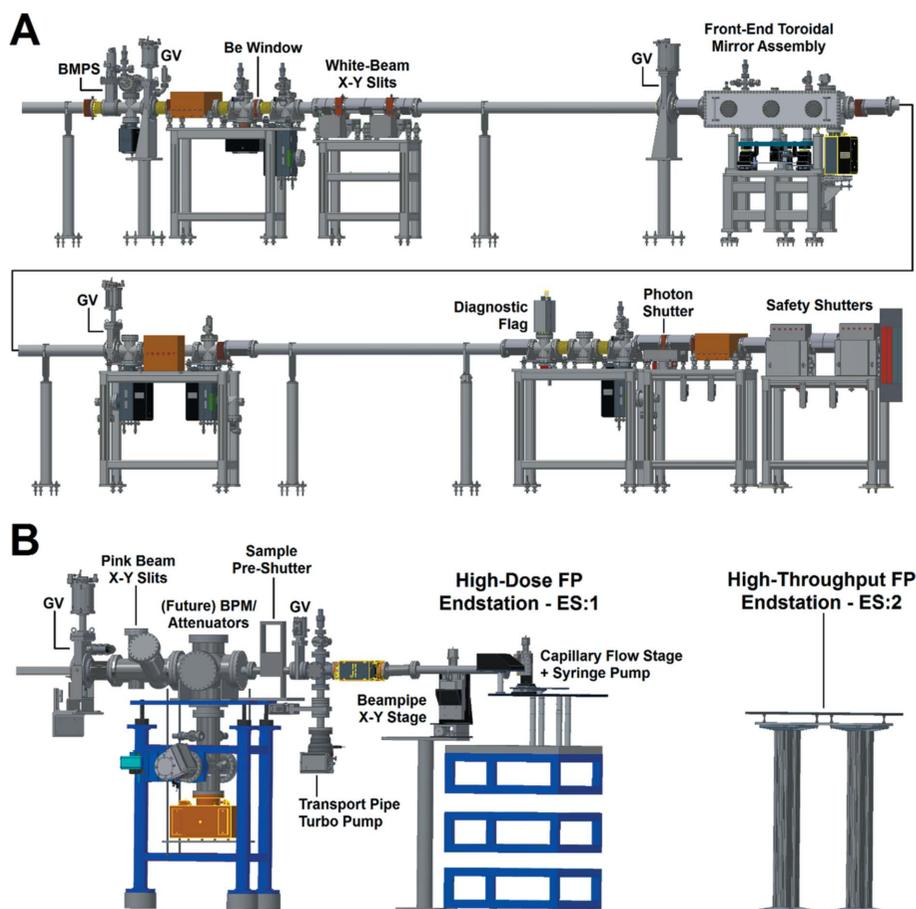 A
BMPS
GV
Be Window
White-Beam
X-Y Slits
GV
Front-End Toroidal
Mirror Assembly
GV
Diagnostic
Flag
Photon
Shutter
Safety Shutters
B
GV
Pink Beam
X-Y Slits
(Future) BPM/
Attenuators
Sample
Pre-Shutter
GV
High-Dose FP
Endstation - ES:1
Beampipe
X-Y Stage
Capillary Flow Stage
+ Syringe Pump
Transport Pipe
Turbo Pump
High-Throughput FP
Endstation - ES:2